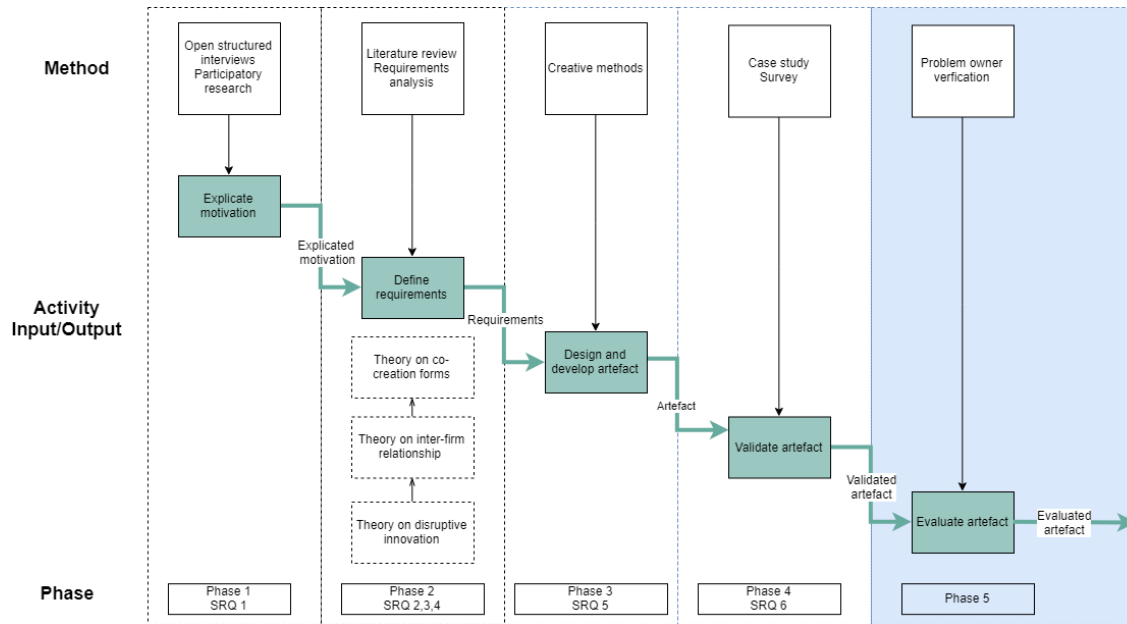 Method
Open structured
interviews
Participatory
research
Literature review
Requirements
analysis
Creative methods
Case study
Survey
Problem owner
verfication
Activity
Input/Output
Explicate
motivation
Explicated
motivation
Define
requirements
Requirements
Theory on co-
creation forms
Theory on inter-firm
relationship
Theory on disruptive
innovation
Design and
develop artefact
Artefact
Validate artefact
Validated
artefact
Evaluate artefact
Evaluated
artefact
Phase
Phase 1
SRQ 1
Phase 2
SRQ 2,3,4
Phase 3
SRQ 5
Phase 4
SRQ 6
Phase 5